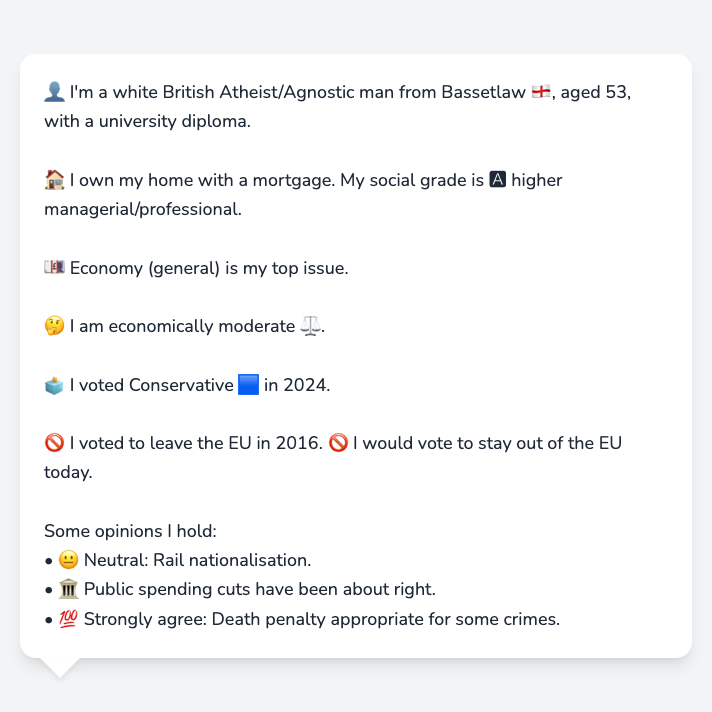 👤 I'm a white British Atheist/Agnostic man from Bassetlaw 🏴󠁧󠁢󠁥󠁮󠁧󠁿, aged 53,
with a university diploma.
🏠 I own my home with a mortgage. My social grade is 🅰 higher
managerial/professional.
💷 Economy (general) is my top issue.
🤔 I am economically moderate ⚖️.
🗳️ I voted Conservative 🟦 in 2024.
🚫 I voted to leave the EU in 2016. 🚫 I would vote to stay out of the EU
today.
Some opinions I hold:
• 😐 Neutral: Rail nationalisation.
• 🏛️ Public spending cuts have been about right.
• 💯 Strongly agree: Death penalty appropriate for some crimes.